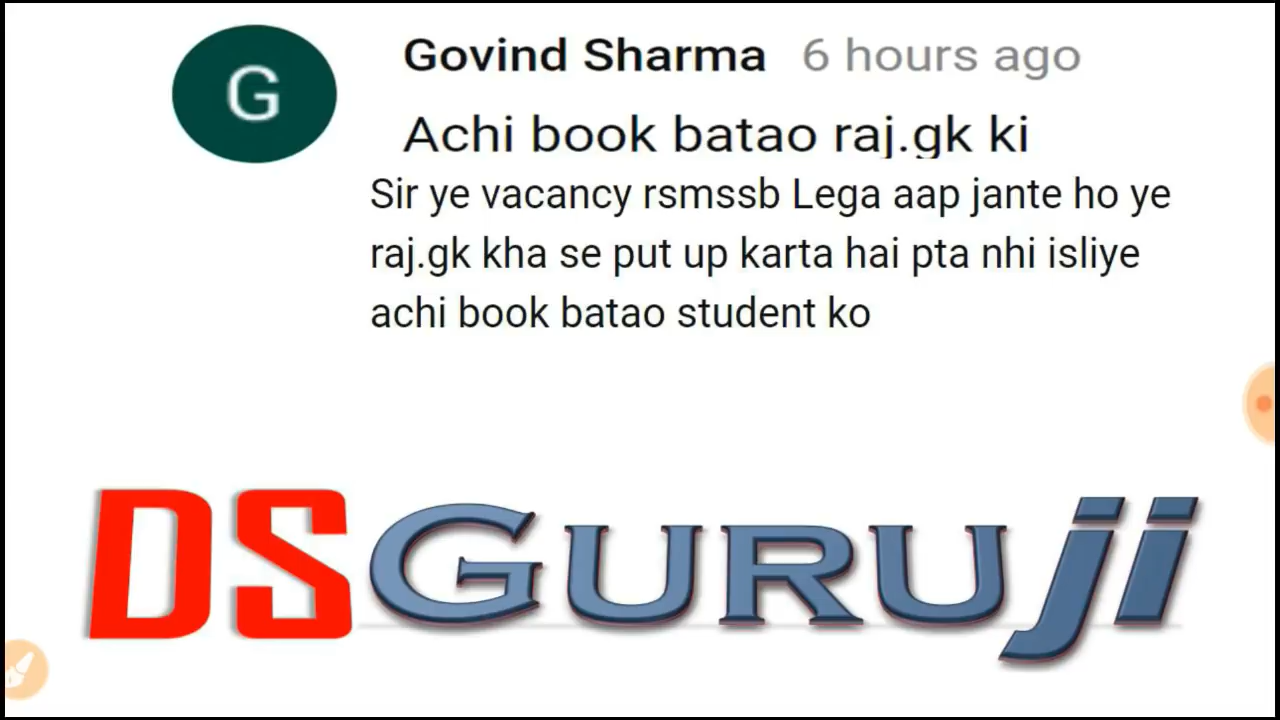 G
Govind Sharma 6 hours ago
Achi book batao raj.gk ki
Sir ye vacancy rsmssb Lega aap jante ho ye
raj.gk kha se put up karta hai pta nhi isliye
achi book batao student ko
DSGURUji